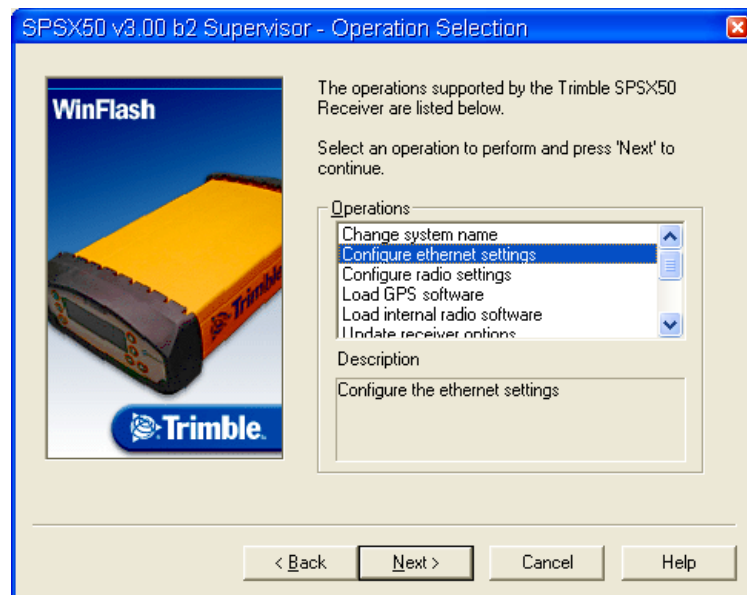 SPSX50 v3.00 b2 Supervisor - Operation Selection
WinFlash
Trimble
Trimble.
The operations supported by the Trimble SPSX50
Receiver are listed below.
Select an operation to perform and press 'Next' to
continue.
Operations
Change system name
Configure ethernet settings
Configure radio settings
Load GPS software
Load internal radio software
Update receiver options
Description
Configure the ethernet settings
< Back
Next >
Cancel
Help